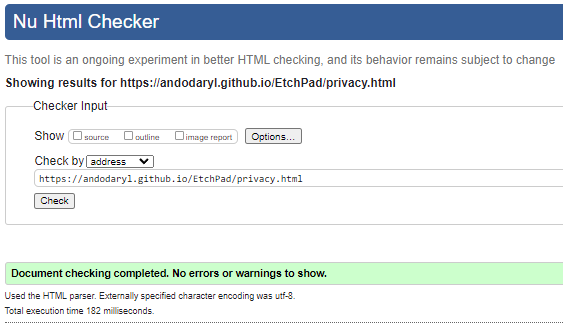 Nu Html Checker
This tool is an ongoing experiment in better HTML checking, and its behavior remains subject to change
Showing results for https://andodaryl.github.io/EtchPad/privacy.html
Checker Input
Show source outline image report Options...
Check by address
https://andodaryl.github.io/EtchPad/privacy.html
Check
Document checking completed. No errors or warnings to show.
Used the HTML parser. Externally specified character encoding was utf-8.
Total execution time 182 milliseconds.